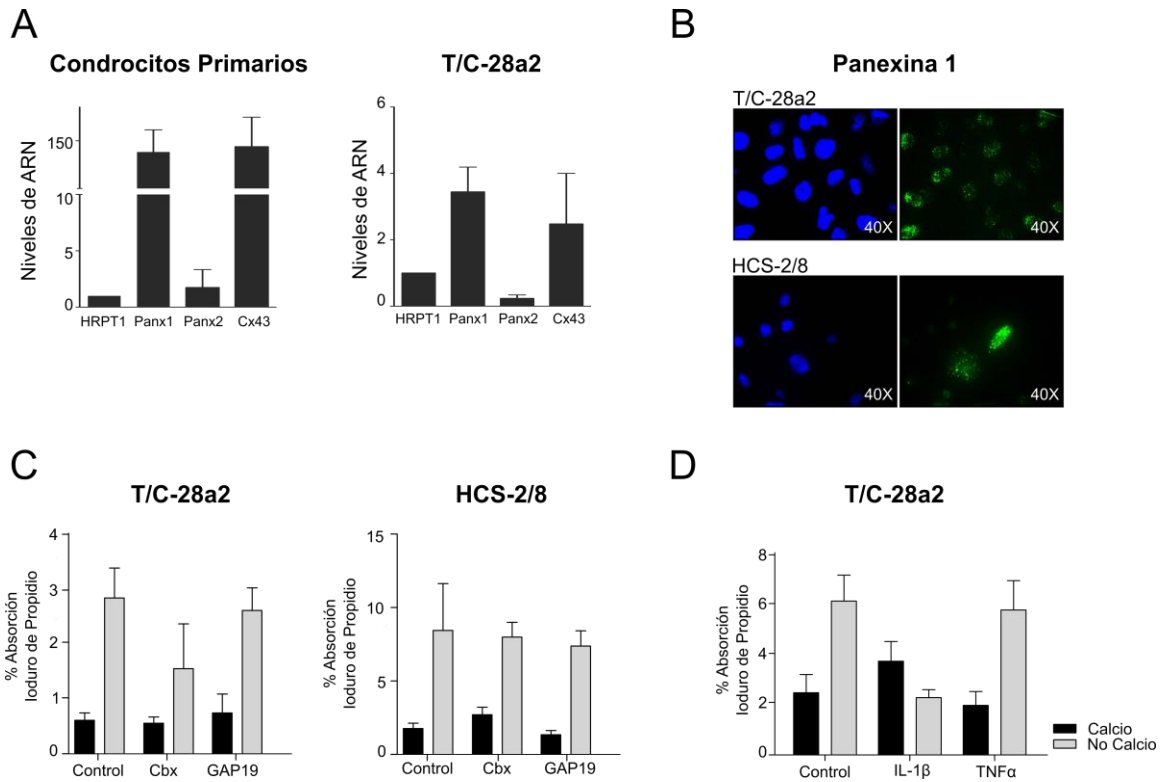 A
Condrocitos Primarios
T/C-28a2
Niveles de ARN
150
10
5
0
HRPT1 Panx1 Panx2 Cx43
Niveles de ARN
6
4
2
0
HRPT1 Panx1 Panx2 Cx43
B
Panexina 1
T/C-28a2
40X
40X
HCS-2/8
40X
40X
C
T/C-28a2
% Absorción
Ioduro de Propidio
4
3
2
1
0
Control Cbx GAP19
HCS-2/8
% Absorción
Ioduro de Propidio
15
10
5
0
Control Cbx GAP19
D
T/C-28a2
% Absorción
Ioduro de Propidio
8
6
4
2
0
Control IL-1β TNFα
Calcio
No Calcio